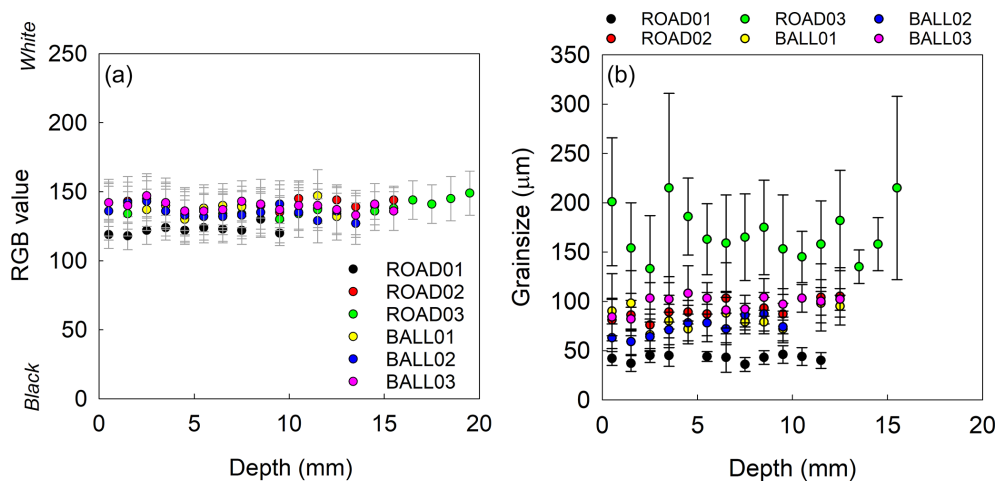 White
Black
RGB value
250
200
150
100
50
0
(a)
ROAD01
ROAD02
ROAD03
BALL01
BALL02
BALL03
0 5 10 15 20
Depth (mm)
ROAD01 ROAD03 BALL02
ROAD02 BALL01 BALL03
Grainsize (µm)
350
300
250
200
150
100
50
0
(b)
0 5 10 15 20
Depth (mm)